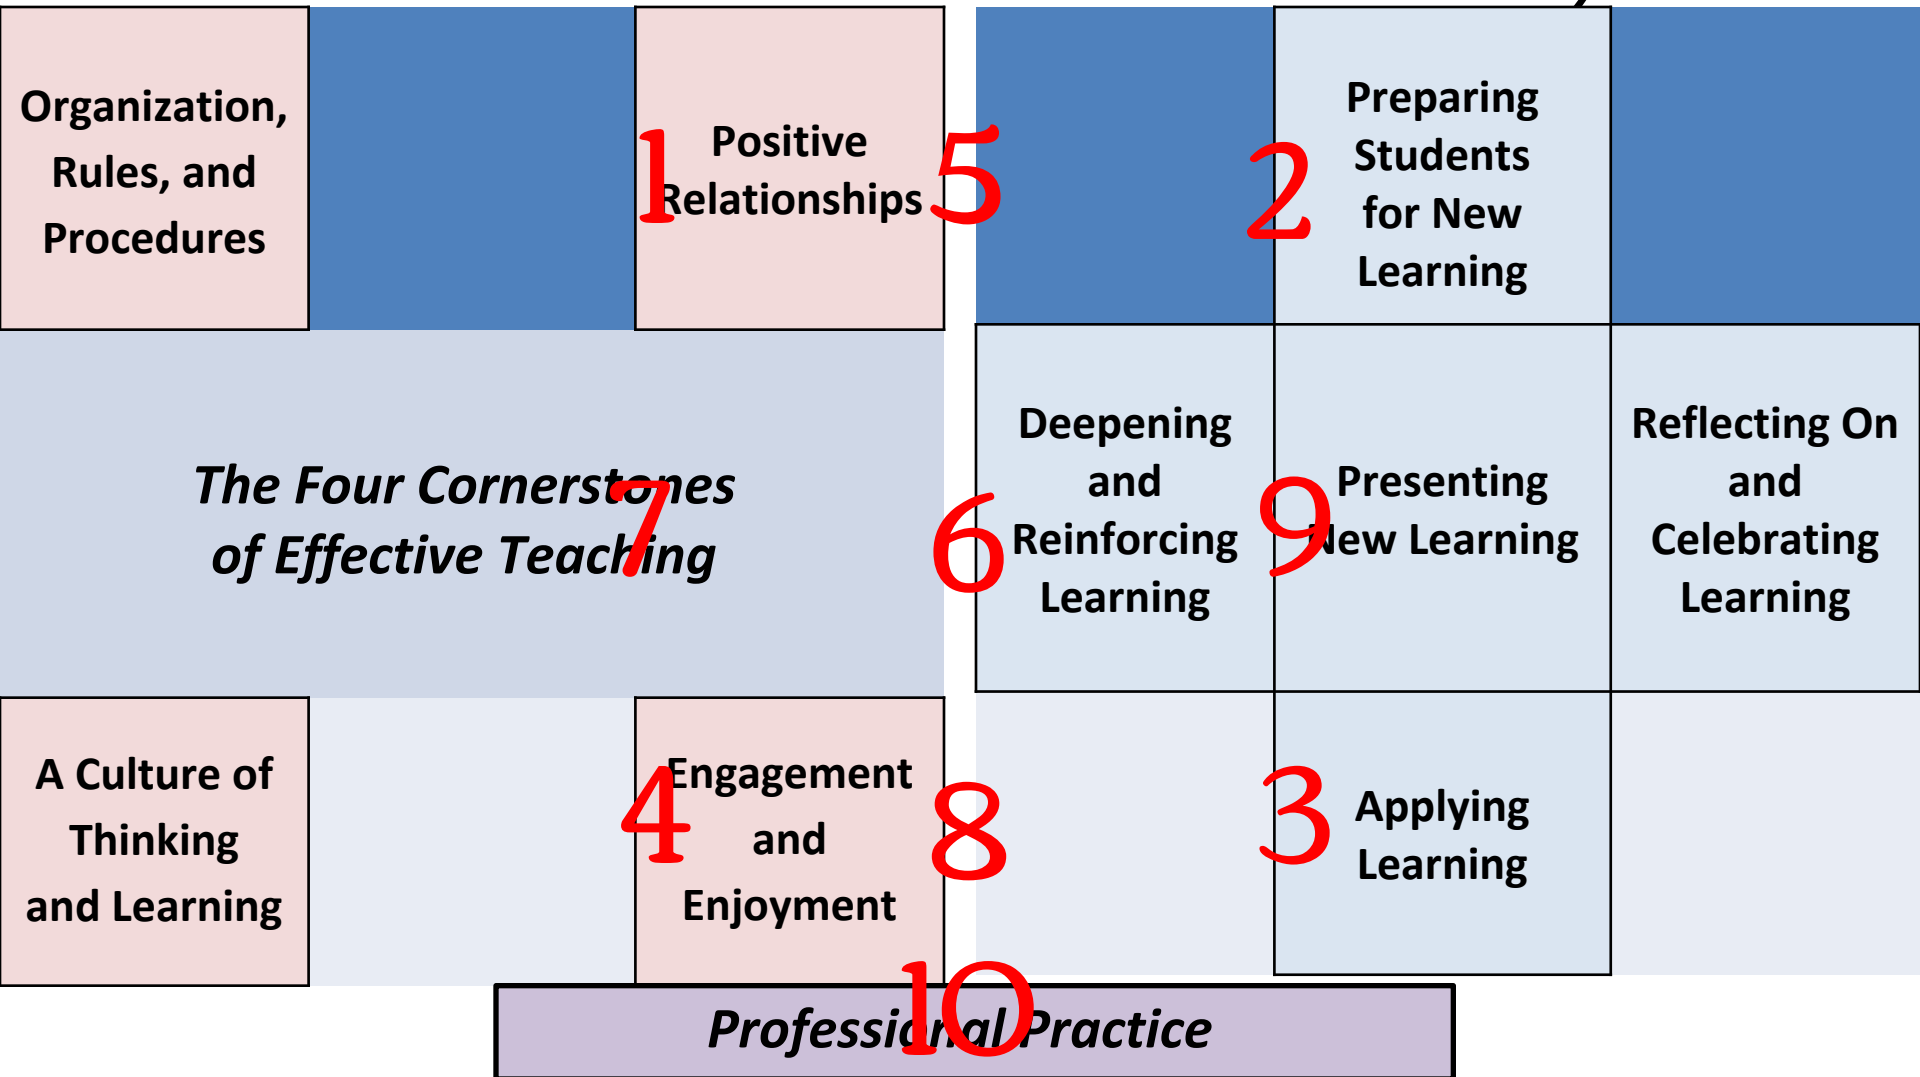 Organization,
Rules, and
Procedures
1
Positive
Relationships
5
2
Preparing
Students
for New
Learning
The Four Cornerstones
of Effective Teaching
7
6
Deepening
and
Reinforcing
Learning
9
Presenting
New Learning
Reflecting On
and
Celebrating
Learning
A Culture of
Thinking
and Learning
4
Engagement
and
Enjoyment
8
3
Applying
Learning
10
Professional Practice